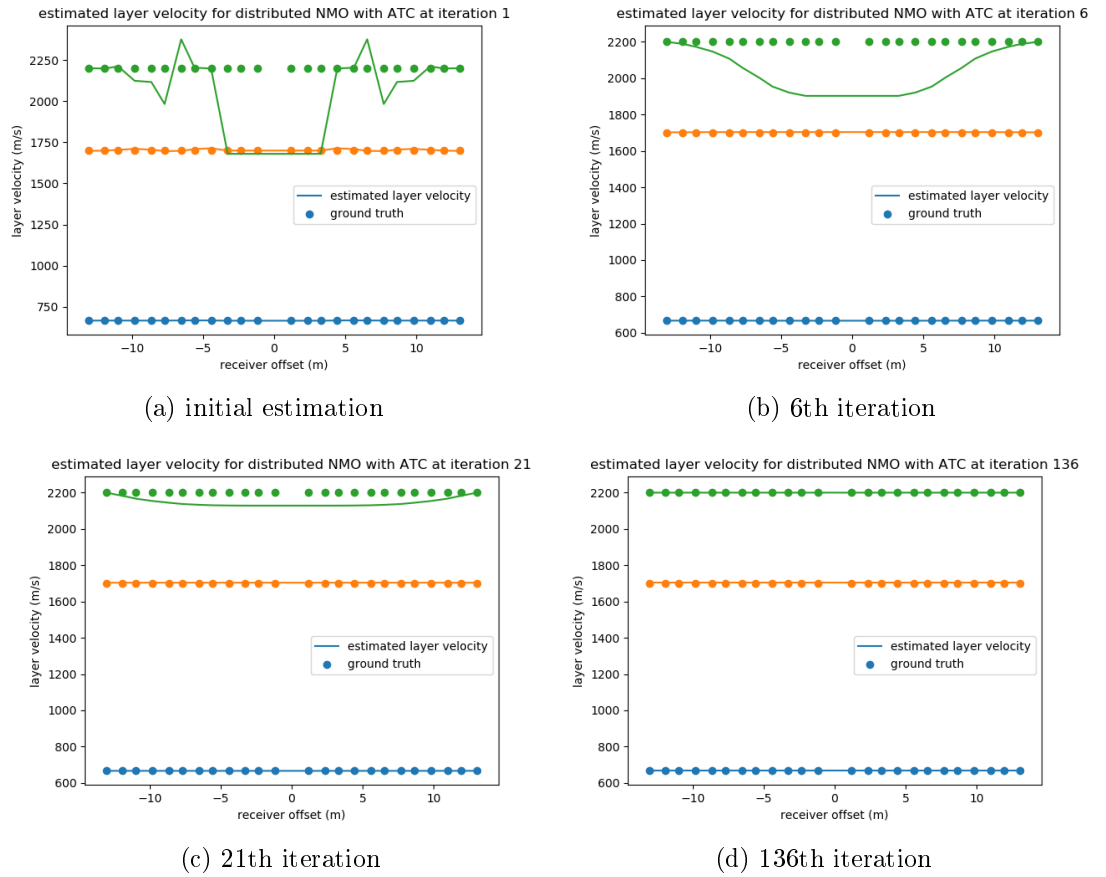 estimated layer velocity for distributed NMO with ATC at iteration 1
2250
2000
1750
1500
1250
1000
750
layer velocity (m/s)
estimated layer velocity
ground truth
−10
−5
0
5
10
receiver offset (m)
(a) initial estimation
estimated layer velocity for distributed NMO with ATC at iteration 6
2200
2000
1800
1600
1400
1200
1000
800
600
layer velocity (m/s)
estimated layer velocity
ground truth
−10
−5
0
5
10
receiver offset (m)
(b) 6th iteration
estimated layer velocity for distributed NMO with ATC at iteration 21
2200
2000
1800
1600
1400
1200
1000
800
600
layer velocity (m/s)
estimated layer velocity
ground truth
−10
−5
0
5
10
receiver offset (m)
(c) 21th iteration
estimated layer velocity for distributed NMO with ATC at iteration 136
2200
2000
1800
1600
1400
1200
1000
800
600
layer velocity (m/s)
estimated layer velocity
ground truth
−10
−5
0
5
10
receiver offset (m)
(d) 136th iteration